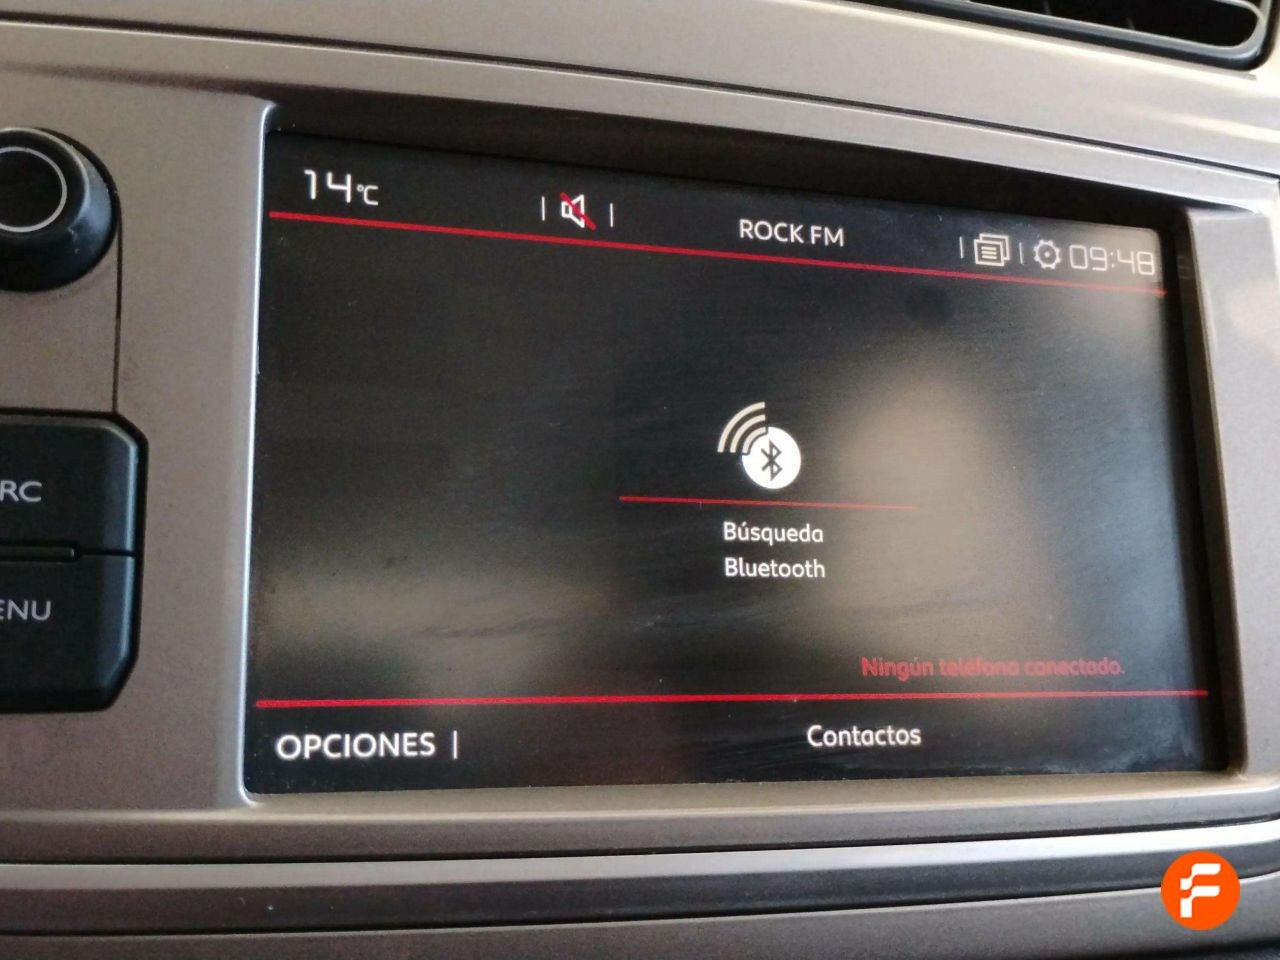 14°C
ROCK FM
09:48
RC
ENU
Búsqueda
Bluetooth
Ningún teléfono conectado.
OPCIONES
Contactos